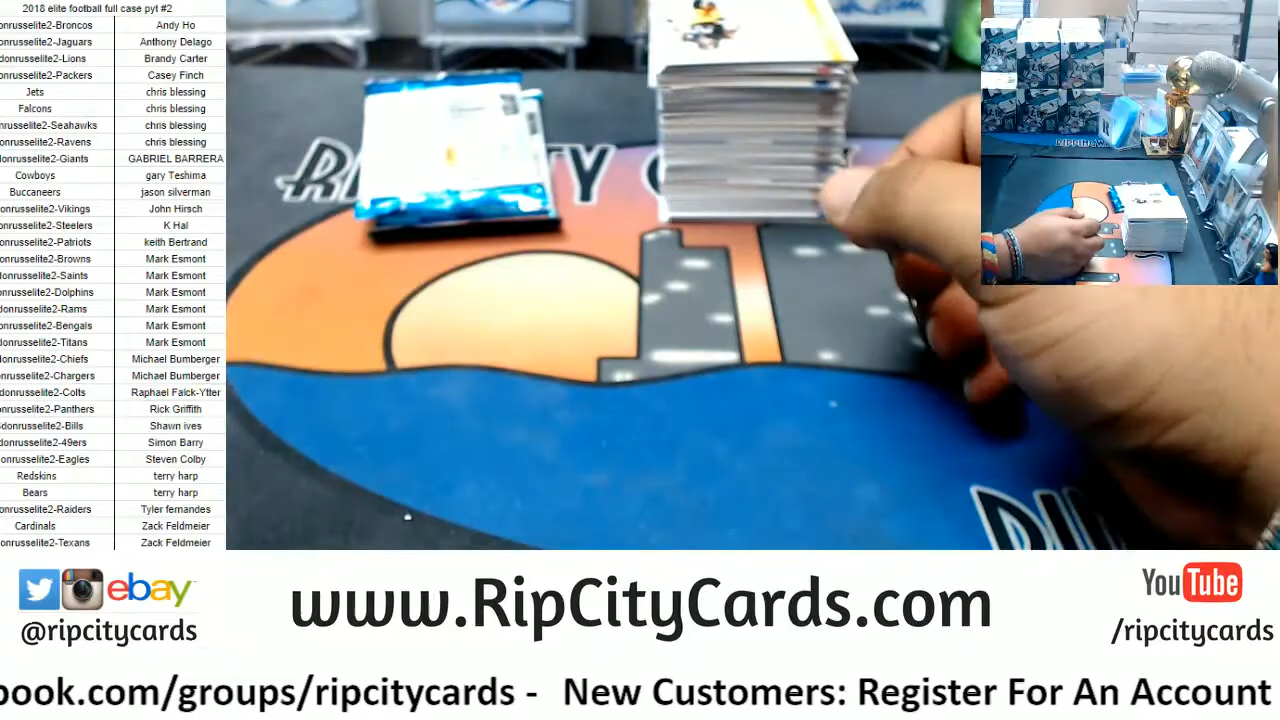 2018 elite football full case pyt #2
onrusselite2-Broncos Andy Ho
onrusselite2-Jaguars Anthony Delago
donrusselite2-Lions Brandy Carter
onrusselite2-Packers Casey Finch
Jets chris blessing
Falcons chris blessing
nrusselite2-Seahawks chris blessing
onrusselite2-Ravens chris blessing
donrusselite2-Giants GABRIEL BARRERA
Cowboys gary Teshima
Buccaneers jason silverman
onrusselite2-Vikings John Hirsch
onrusselite2-Steelers K Hal
onrusselite2-Patriots keith Bertrand
onrusselite2-Browns Mark Esmont
donrusselite2-Saints Mark Esmont
onrusselite2-Dolphins Mark Esmont
donrusselite2-Rams Mark Esmont
onrusselite2-Bengals Mark Esmont
donrusselite2-Titans Mark Esmont
onrusselite2-Chiefs Michael Bumberger
onrusselite2-Chargers Michael Bumberger
donrusselite2-Colts Raphael Falck-Ytter
onrusselite2-Panthers Rick Griffith
donrusselite2-Bills Shawn ives
donrusselite2-49ers Simon Barry
onrusselite2-Eagles Steven Colby
Redskins terry harp
Bears terry harp
onrusselite2-Raiders Tyler fernandes
Cardinals Zack Feldmeier
onrusselite2-Texans Zack Feldmeier
ebay
@ripcitycards
www.RipCityCards.com
YouTube
/ripcitycards
book.com/groups/ripcitycards - New Customers: Register For An Account